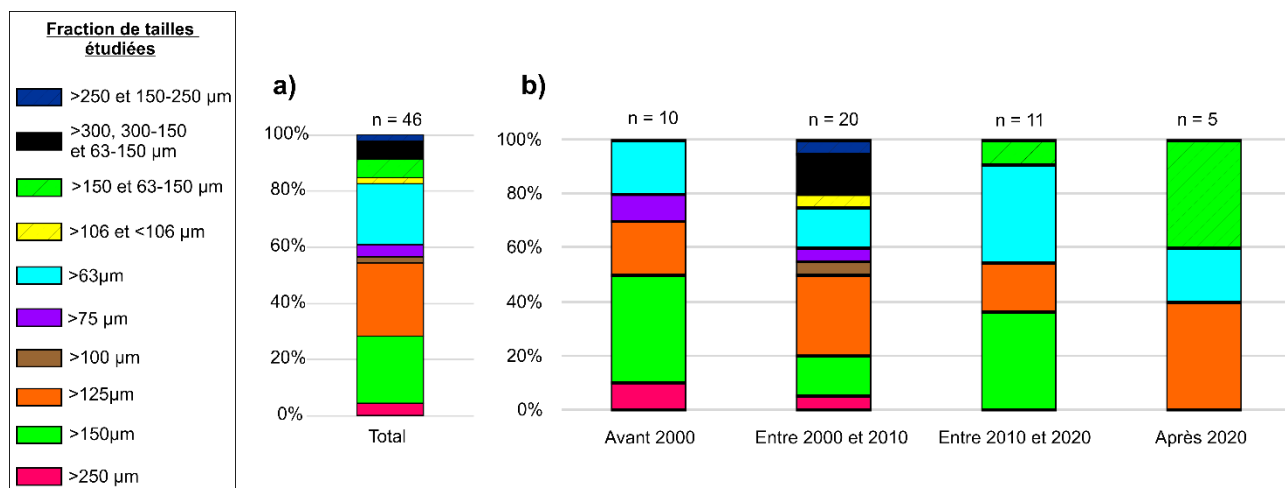 Fraction de tailles
étudiées
>250 et 150-250 µm
>300, 300-150
et 63-150 µm
>150 et 63-150 µm
>106 et <106 µm
>63µm
>75 µm
>100 µm
>125µm
>150µm
>250 µm
a)
n = 46
100%
80%
60%
40%
20%
0%
Total
b)
n = 10
n = 20
n = 11
n = 5
100%
80%
60%
40%
20%
0%
Avant 2000
Entre 2000 et 2010
Entre 2010 et 2020
Après 2020